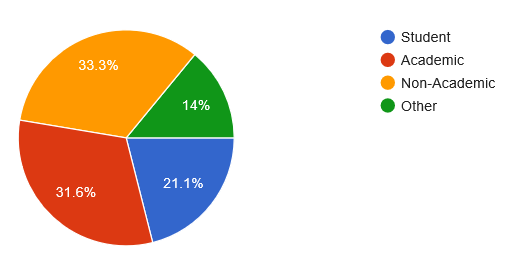 Student
Academic
Non-Academic
Other
33.3%
14%
31.6%
21.1%